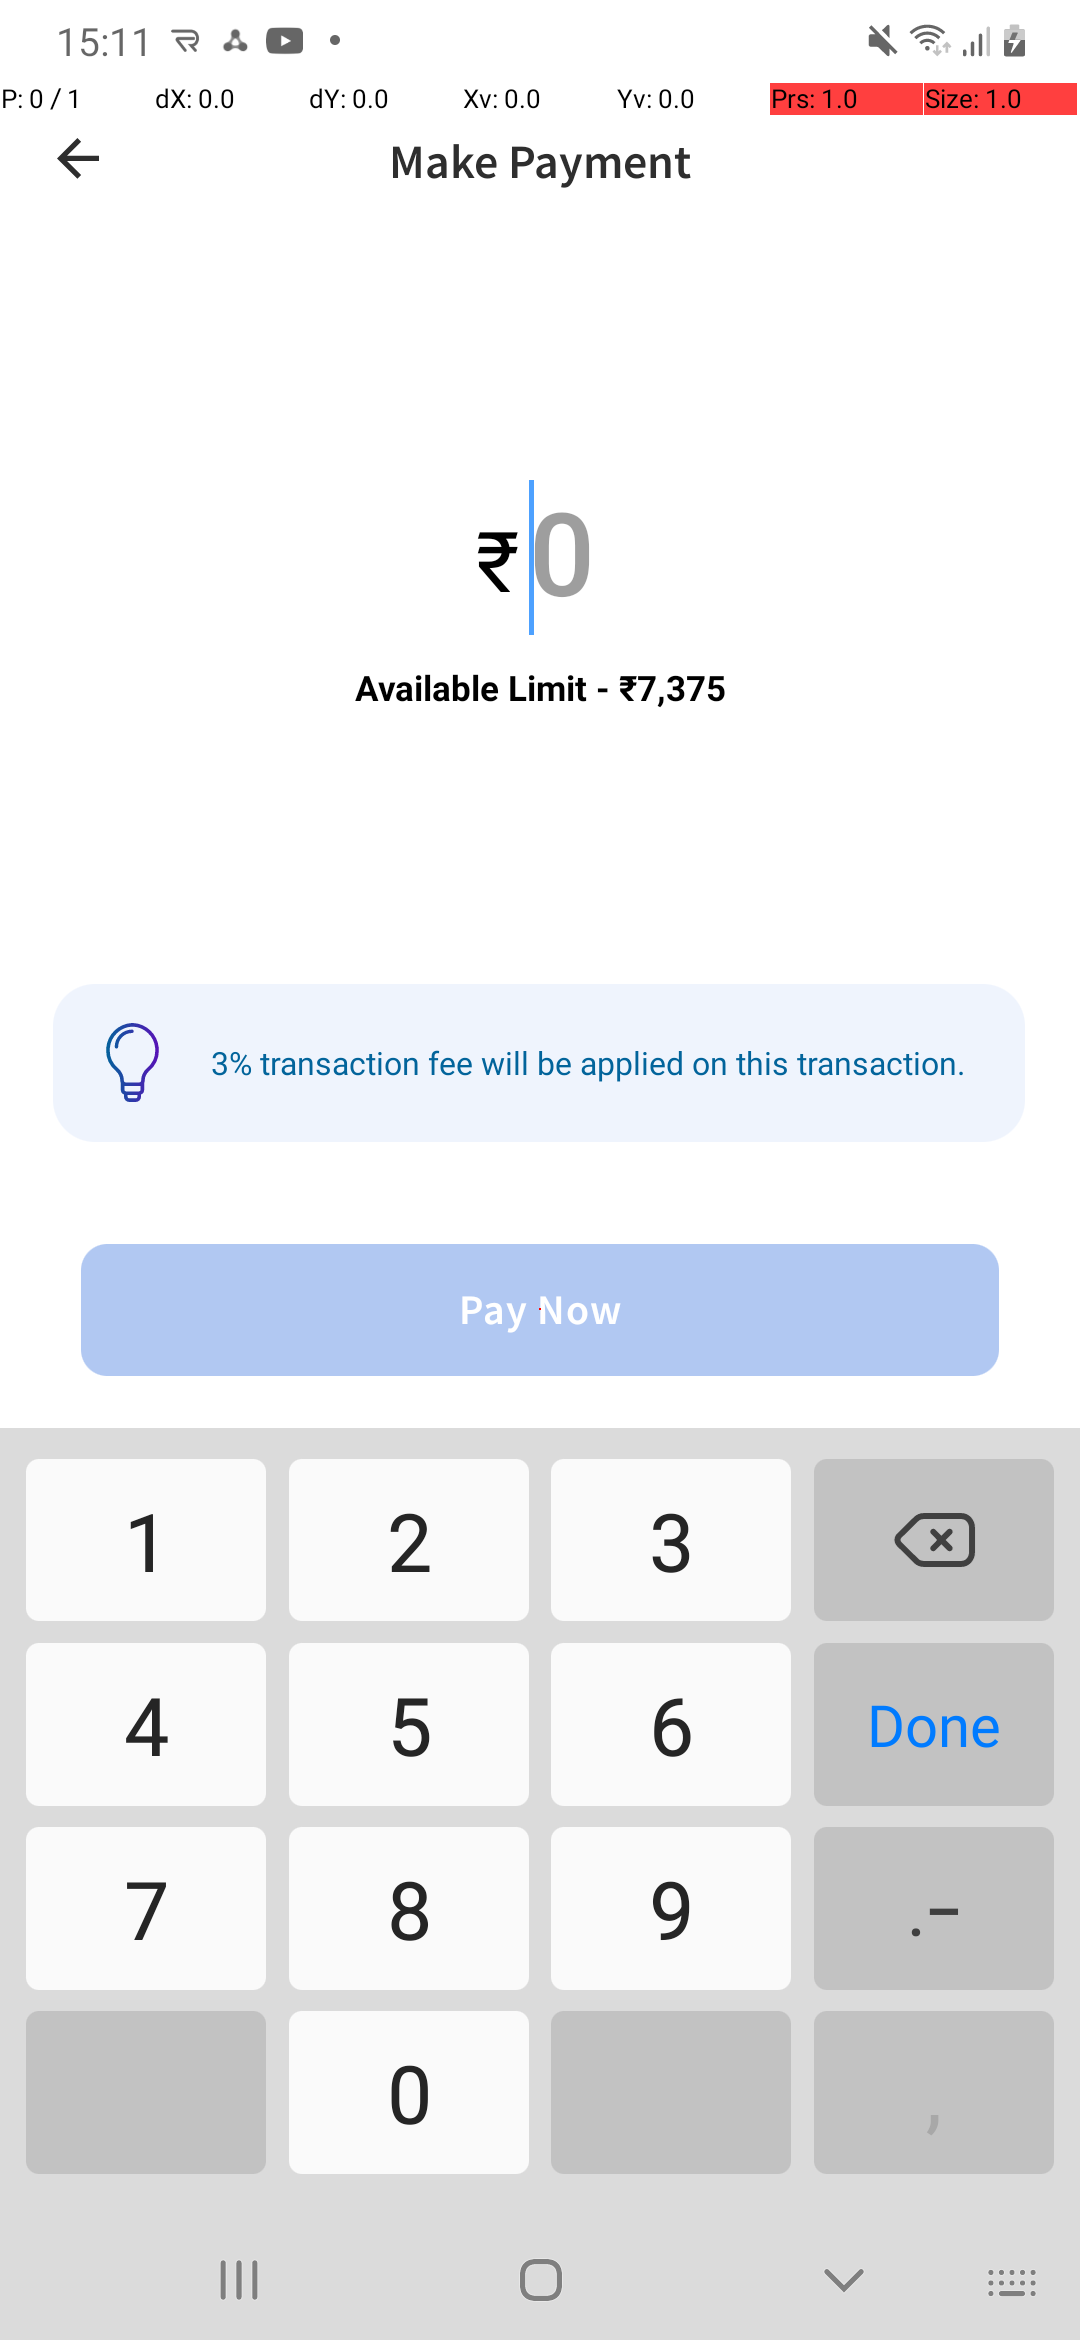 15:11
P: 0 / 1 dX: 0.0 dY: 0.0 Xv: 0.0 Yv: 0.0 Prs: 1.0 Size: 1.0
Make Payment
₹0
Available Limit - ₹7,375
3% transaction fee will be applied on this transaction.
Pay Now
1 2 3
4 5 6 Done
7 8 9 .-
0 ,